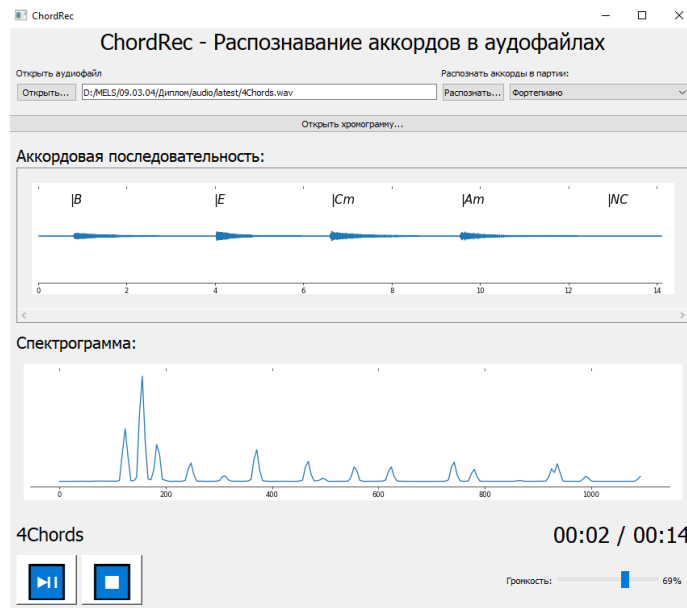 ChordRec
ChordRec - Распознавание аккордов в аудофайлах
Открыть аудиофайл
Распознать аккорды в партии:
Открыть...
D:/MELS/09.03.04/Диплом/audio/latest/4Chords.wav
Распознать...
Фортепиано
Открыть хронограмму...
Аккордовая последовательность:
|B |E |Cm |Am |NC
0 2 4 6 8 10 12 14
Спектрограмма:
0 200 400 600 800 1000
4Chords
00:02 / 00:14
Громкость:
69%